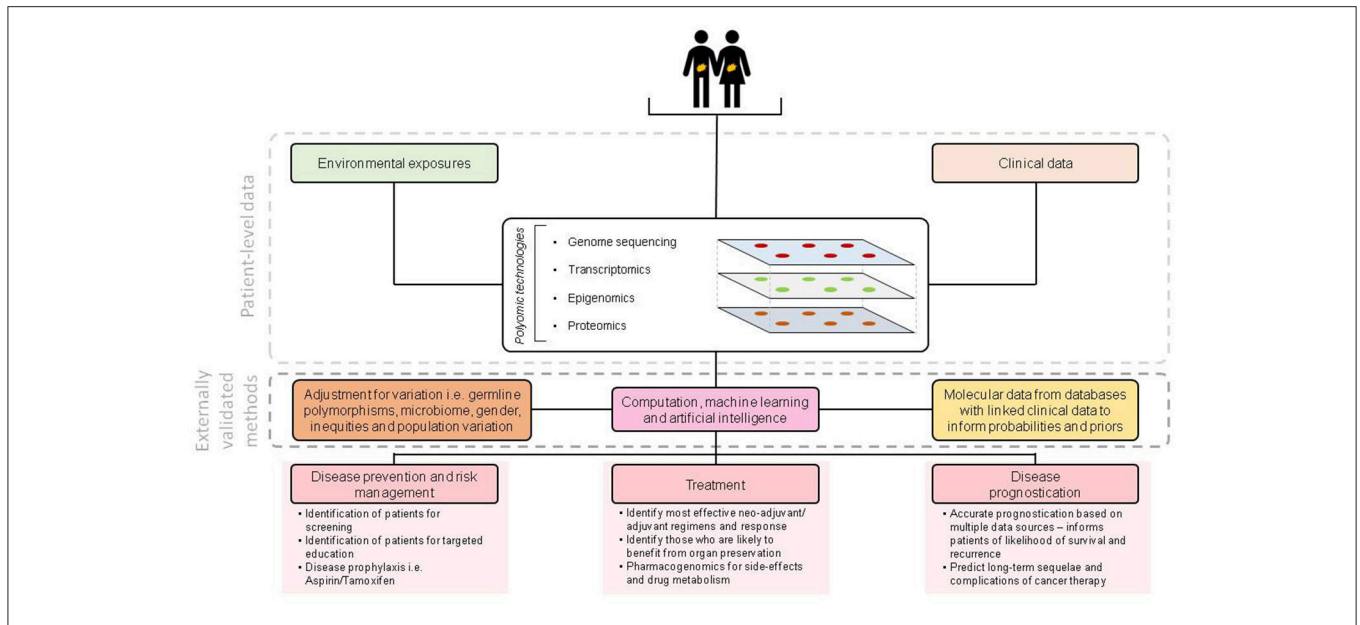 Patient-level data
Environmental exposures
Clinical data
Polyomic technologies
• Genome sequencing
• Transcriptomics
• Epigenomics
• Proteomics
Externally
validated
methods
Adjustment for variation i.e. germline
polymorphisms, microbiome, gender,
inequities and population variation
Computation, machine learning
and artificial intelligence
Molecular data from databases
with linked clinical data to
inform probabilities and priors
Disease prevention and risk
management
• Identification of patients for
screening
• Identification of patients for targeted
education
• Disease prophylaxis i.e.
Aspirin/Tamoxifen
Treatment
• Identify most effective neo-adjuvant/
adjuvant regimens and response
• Identify those who are likely to
benefit from organ preservation
• Pharmacogenomics for side-effects
and drug metabolism
Disease
prognostication
• Accurate prognostication based on
multiple data sources – informs
patients of likelihood of survival and
recurrence
• Predict long-term sequelae and
complications of cancer therapy